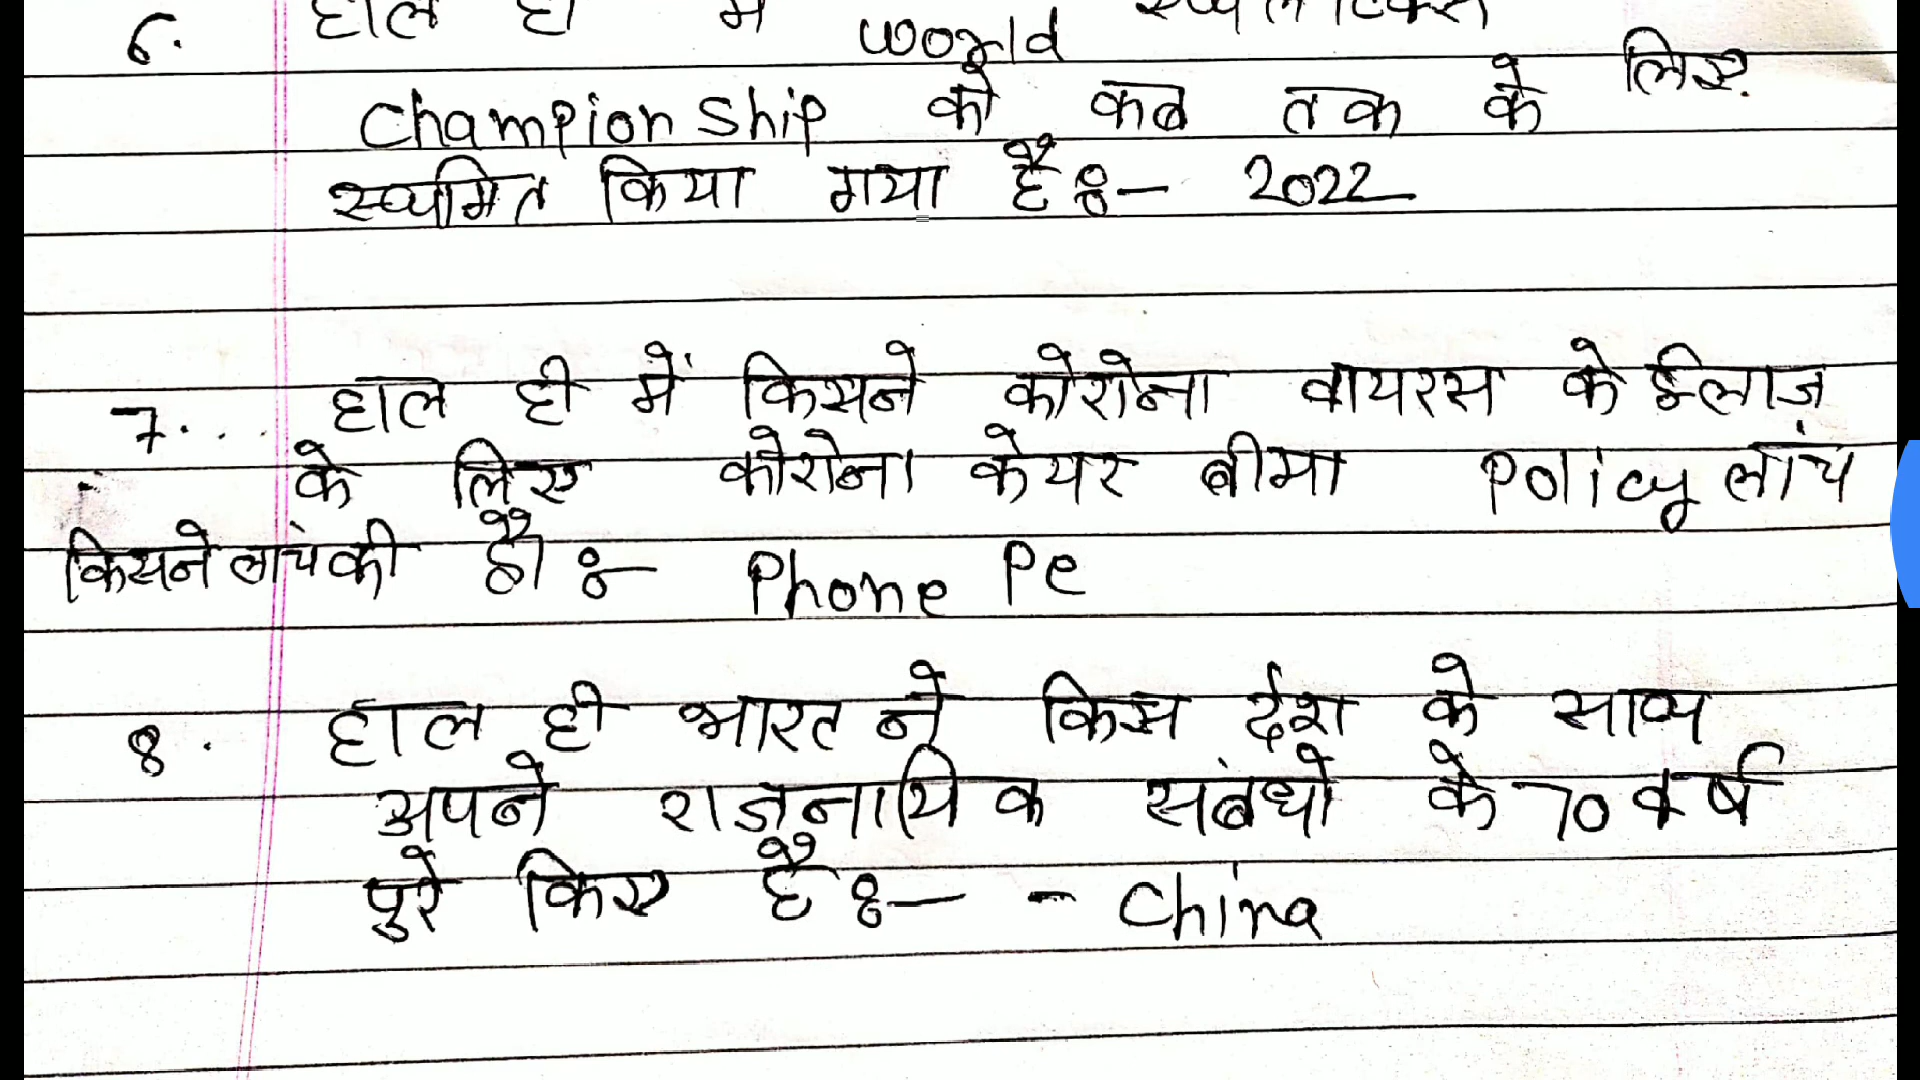 6. हाल ही में World एथलेटिक्स
Championship को कब तक के लिए
स्थगित किया गया है :- 2022
7. हाल ही में किसने कोरोना वायरस के ईलाज
के लिए कोरोना केयर बीमा Policy लांच
किसने लांच की है :- Phone Pe
8. हाल ही भारत ने किस देश के साथ
अपने राजनायिक संबंधो के 70 वर्ष
पुरे किए है :- - China